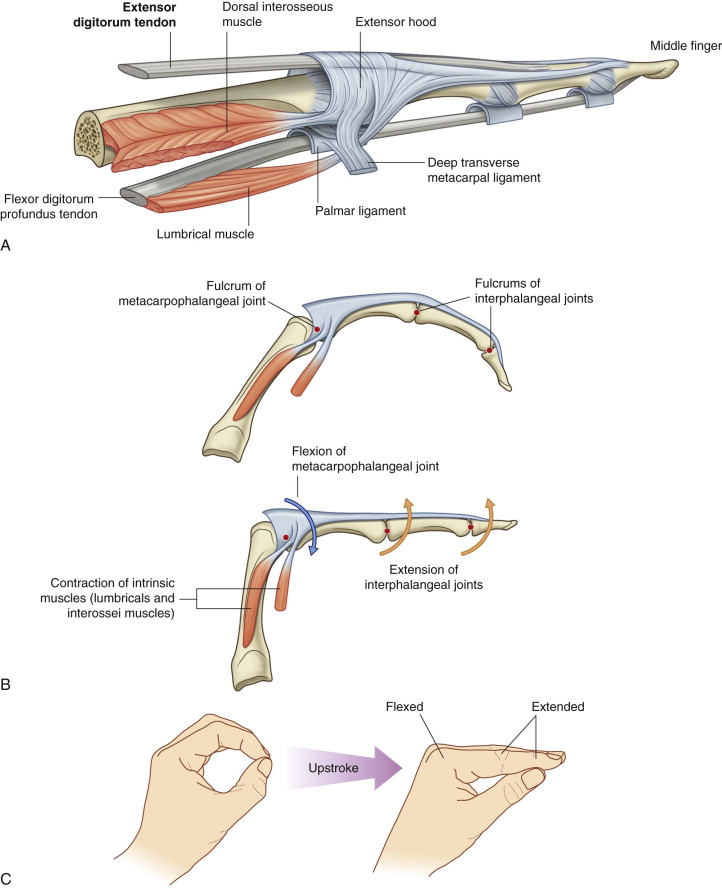 Extensor
digitorum tendon
Dorsal interosseous
muscle
Extensor hood
Middle finger
Deep transverse
metacarpal ligament
Palmar ligament
Flexor digitorum
profundus tendon
Lumbrical muscle
A
Fulcrum of
metacarpophalangeal joint
Fulcrums of
interphalangeal joints
Flexion of
metacarpophalangeal joint
Contraction of intrinsic
muscles (lumbricals and
interossei muscles)
Extension of
interphalangeal joints
B
Flexed
Extended
Upstroke
C